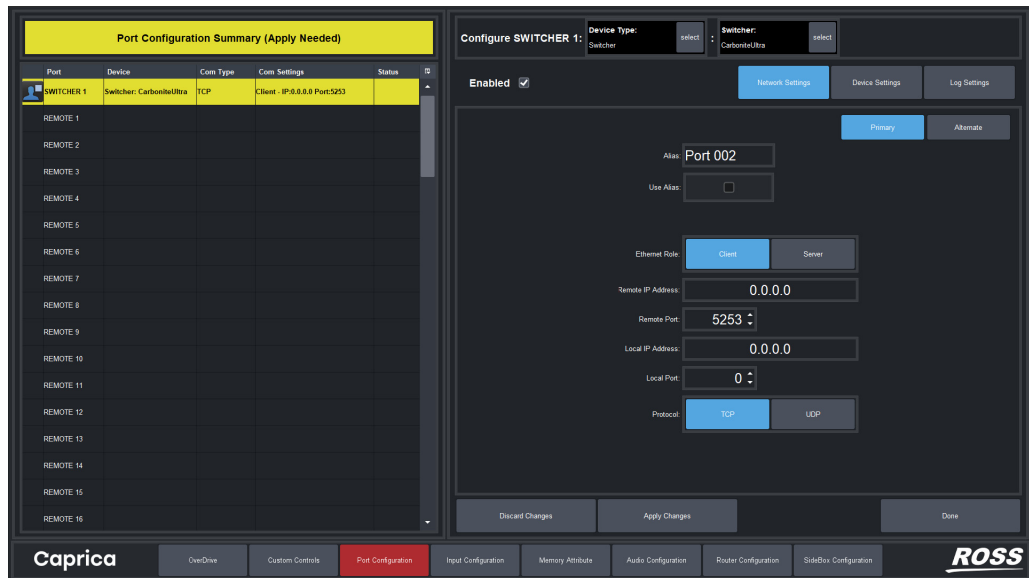 Port Configuration Summary (Apply Needed)
Port Device Com Type Com Settings Status
SWITCHER 1 Switcher: CarboniteUltra TCP Client - IP:0.0.0.0 Port:5253
REMOTE 1
REMOTE 2
REMOTE 3
REMOTE 4
REMOTE 5
REMOTE 6
REMOTE 7
REMOTE 8
REMOTE 9
REMOTE 10
REMOTE 11
REMOTE 12
REMOTE 13
REMOTE 14
REMOTE 15
REMOTE 16
Configure SWITCHER 1: Device Type: Switcher select : Switcher: CarboniteUltra select
Enabled Network Settings Device Settings Log Settings
Primary Alternate
Alias: Port 002
Use Alias:
Ethernet Role: Client Server
Remote IP Address: 0.0.0.0
Remote Port: 5253
Local IP Address: 0.0.0.0
Local Port: 0
Protocol: TCP UDP
Discard Changes Apply Changes Done
Caprica OverDrive Custom Controls Port Configuration Input Configuration Memory Attribute Audio Configuration Router Configuration SideBox Configuration ROSS